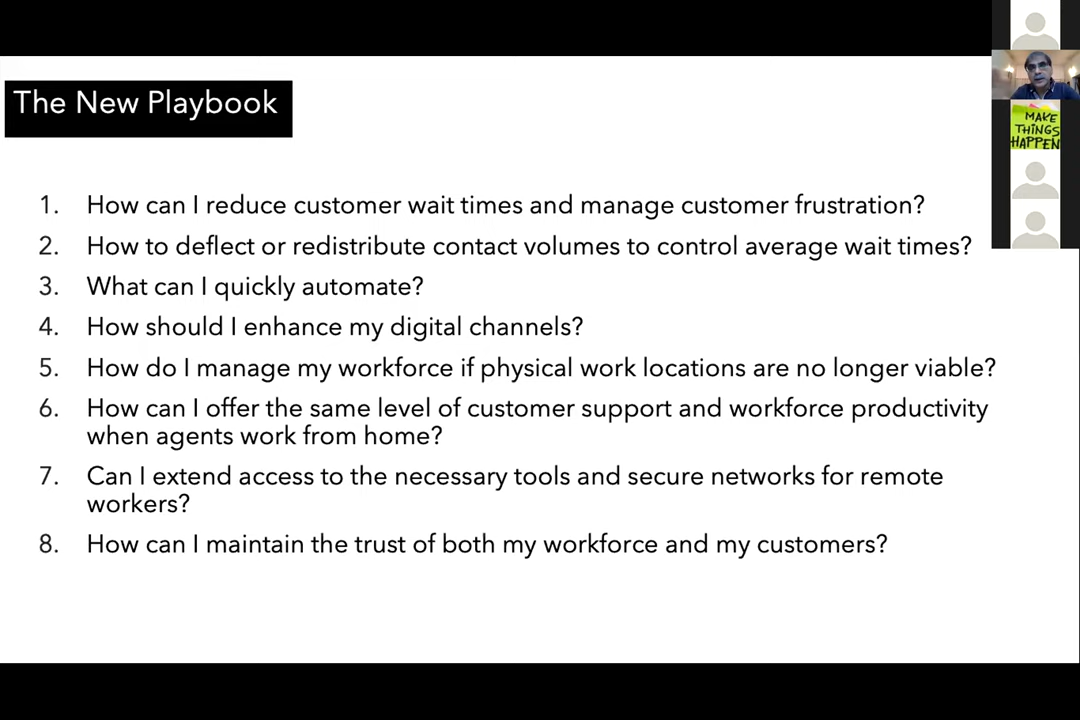 The New Playbook
MAKE
THINGS
HAPPEN
1. How can I reduce customer wait times and manage customer frustration?
2. How to deflect or redistribute contact volumes to control average wait times?
3. What can I quickly automate?
4. How should I enhance my digital channels?
5. How do I manage my workforce if physical work locations are no longer viable?
6. How can I offer the same level of customer support and workforce productivity
when agents work from home?
7. Can I extend access to the necessary tools and secure networks for remote
workers?
8. How can I maintain the trust of both my workforce and my customers?